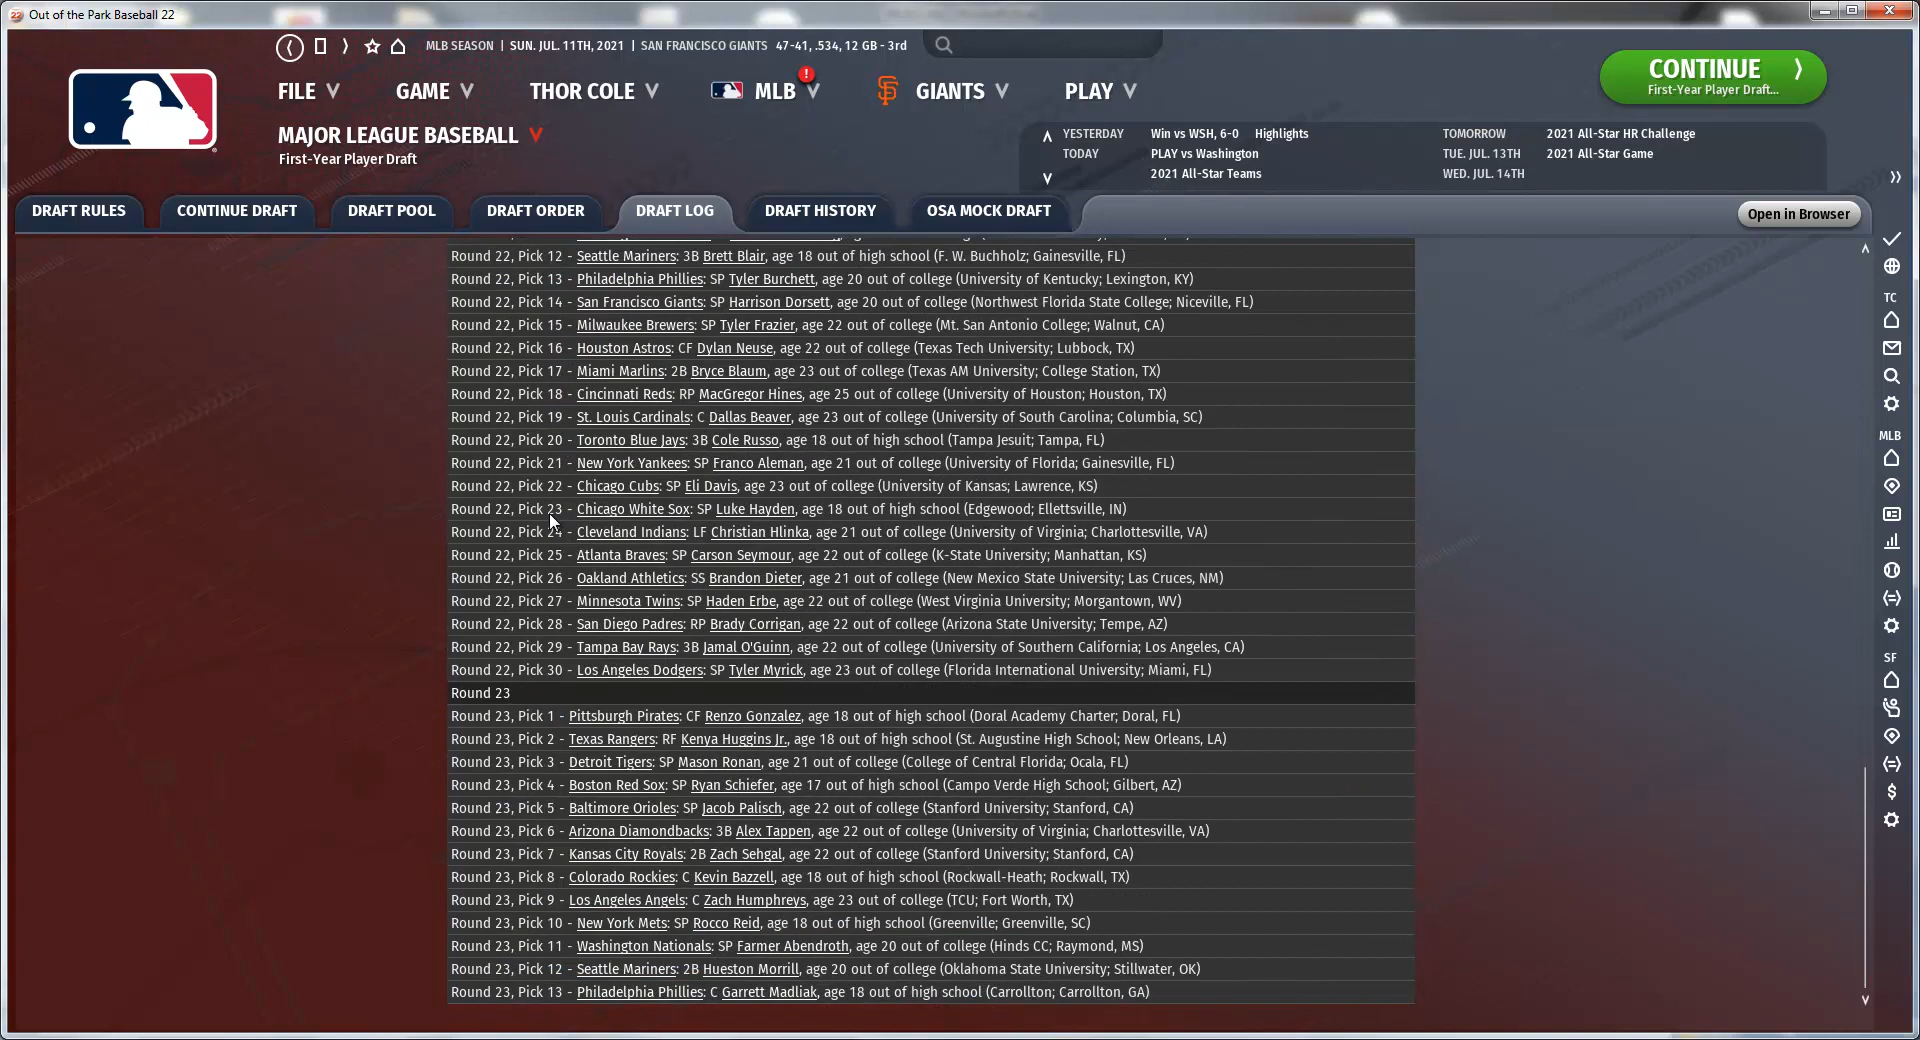 Out of the Park Baseball 22
MLB SEASON | SUN. JUL. 11TH, 2021 | SAN FRANCISCO GIANTS 47-41, .534, 12 GB - 3rd
FILE GAME THOR COLE MLB ! GIANTS PLAY
CONTINUE
First-Year Player Draft...
MAJOR LEAGUE BASEBALL
First-Year Player Draft
YESTERDAY Win vs WSH, 6-0 Highlights TOMORROW 2021 All-Star HR Challenge
TODAY PLAY vs Washington TUE. JUL. 13TH 2021 All-Star Game
2021 All-Star Teams WED. JUL. 14TH
DRAFT RULES CONTINUE DRAFT DRAFT POOL DRAFT ORDER DRAFT LOG DRAFT HISTORY OSA MOCK DRAFT Open in Browser
Round 22, Pick 12 - Seattle Mariners: 3B Brett Blair, age 18 out of high school (F. W. Buchholz; Gainesville, FL)
Round 22, Pick 13 - Philadelphia Phillies: SP Tyler Burchett, age 20 out of college (University of Kentucky; Lexington, KY)
Round 22, Pick 14 - San Francisco Giants: SP Harrison Dorsett, age 20 out of college (Northwest Florida State College; Niceville, FL)
Round 22, Pick 15 - Milwaukee Brewers: SP Tyler Frazier, age 22 out of college (Mt. San Antonio College; Walnut, CA)
Round 22, Pick 16 - Houston Astros: CF Dylan Neuse, age 22 out of college (Texas Tech University; Lubbock, TX)
Round 22, Pick 17 - Miami Marlins: 2B Bryce Blaum, age 23 out of college (Texas AM University; College Station, TX)
Round 22, Pick 18 - Cincinnati Reds: RP MacGregor Hines, age 25 out of college (University of Houston; Houston, TX)
Round 22, Pick 19 - St. Louis Cardinals: C Dallas Beaver, age 23 out of college (University of South Carolina; Columbia, SC)
Round 22, Pick 20 - Toronto Blue Jays: 3B Cole Russo, age 18 out of high school (Tampa Jesuit; Tampa, FL)
Round 22, Pick 21 - New York Yankees: SP Franco Aleman, age 21 out of college (University of Florida; Gainesville, FL)
Round 22, Pick 22 - Chicago Cubs: SP Eli Davis, age 23 out of college (University of Kansas; Lawrence, KS)
Round 22, Pick 23 - Chicago White Sox: SP Luke Hayden, age 18 out of high school (Edgewood; Ellettsville, IN)
Round 22, Pick 24 - Cleveland Indians: LF Christian Hlinka, age 21 out of college (University of Virginia; Charlottesville, VA)
Round 22, Pick 25 - Atlanta Braves: SP Carson Seymour, age 22 out of college (K-State University; Manhattan, KS)
Round 22, Pick 26 - Oakland Athletics: SS Brandon Dieter, age 21 out of college (New Mexico State University; Las Cruces, NM)
Round 22, Pick 27 - Minnesota Twins: SP Haden Erbe, age 22 out of college (West Virginia University; Morgantown, WV)
Round 22, Pick 28 - San Diego Padres: RP Brady Corrigan, age 22 out of college (Arizona State University; Tempe, AZ)
Round 22, Pick 29 - Tampa Bay Rays: 3B Jamal O'Guinn, age 22 out of college (University of Southern California; Los Angeles, CA)
Round 22, Pick 30 - Los Angeles Dodgers: SP Tyler Myrick, age 23 out of college (Florida International University; Miami, FL)
Round 23
Round 23, Pick 1 - Pittsburgh Pirates: CF Renzo Gonzalez, age 18 out of high school (Doral Academy Charter; Doral, FL)
Round 23, Pick 2 - Texas Rangers: RF Kenya Huggins Jr., age 18 out of high school (St. Augustine High School; New Orleans, LA)
Round 23, Pick 3 - Detroit Tigers: SP Mason Ronan, age 21 out of college (College of Central Florida; Ocala, FL)
Round 23, Pick 4 - Boston Red Sox: SP Ryan Schiefer, age 17 out of high school (Campo Verde High School; Gilbert, AZ)
Round 23, Pick 5 - Baltimore Orioles: SP Jacob Palisch, age 22 out of college (Stanford University; Stanford, CA)
Round 23, Pick 6 - Arizona Diamondbacks: 3B Alex Tappen, age 22 out of college (University of Virginia; Charlottesville, VA)
Round 23, Pick 7 - Kansas City Royals: 2B Zach Sehgal, age 22 out of college (Stanford University; Stanford, CA)
Round 23, Pick 8 - Colorado Rockies: C Kevin Bazzell, age 18 out of high school (Rockwall-Heath; Rockwall, TX)
Round 23, Pick 9 - Los Angeles Angels: C Zach Humphreys, age 23 out of college (TCU; Fort Worth, TX)
Round 23, Pick 10 - New York Mets: SP Rocco Reid, age 18 out of high school (Greenville; Greenville, SC)
Round 23, Pick 11 - Washington Nationals: SP Farmer Abendroth, age 20 out of college (Hinds CC; Raymond, MS)
Round 23, Pick 12 - Seattle Mariners: 2B Hueston Morrill, age 20 out of college (Oklahoma State University; Stillwater, OK)
Round 23, Pick 13 - Philadelphia Phillies: C Garrett Madliak, age 18 out of high school (Carrollton; Carrollton, GA)
TC
MLB
SF
$